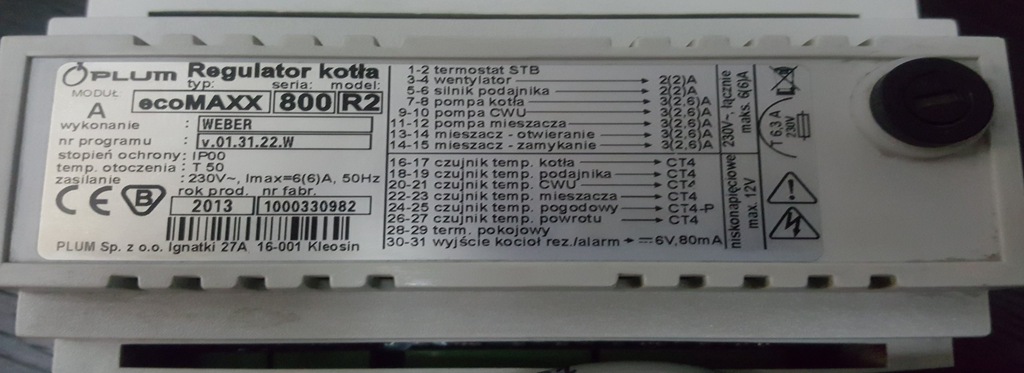 PLUM Regulator kotła
MODUŁ: typ: seria: model:
A ecoMAXX 800 R2
wykonanie : WEBER
nr programu : v.01.31.22.W
stopień ochrony: IP00
temp. otoczenia : T 50
zasilanie : 230V~, Imax=6(6)A, 50Hz
rok prod. nr fabr.
CE B 2013 1000330982
PLUM Sp. z o.o. Ignatki 27A 16-001 Kleosin
1-2 termostat STB
3-4 wentylator 2(2)A
5-6 silnik podajnika 2(2)A
7-8 pompa kotła 3(2,6)A
9-10 pompa CWU 3(2,6)A
11-12 pompa mieszacza 3(2,6)A
13-14 mieszacz - otwieranie 3(2,6)A
14-15 mieszacz - zamykanie 3(2,6)A
230V~, łącznie
maks. 6(6)A
16-17 czujnik temp. kotła CT4
18-19 czujnik temp. podajnika CT4
20-21 czujnik temp. CWU CT4
22-23 czujnik temp. mieszacza CT4
24-25 czujnik temp. pogodowy CT4-P
26-27 czujnik temp. powrotu CT4
28-29 term. pokojowy
30-31 wyjście kocioł rez./alarm 6V,80mA
niskonapięciowe
max. 12V
T 6,3 A
230V